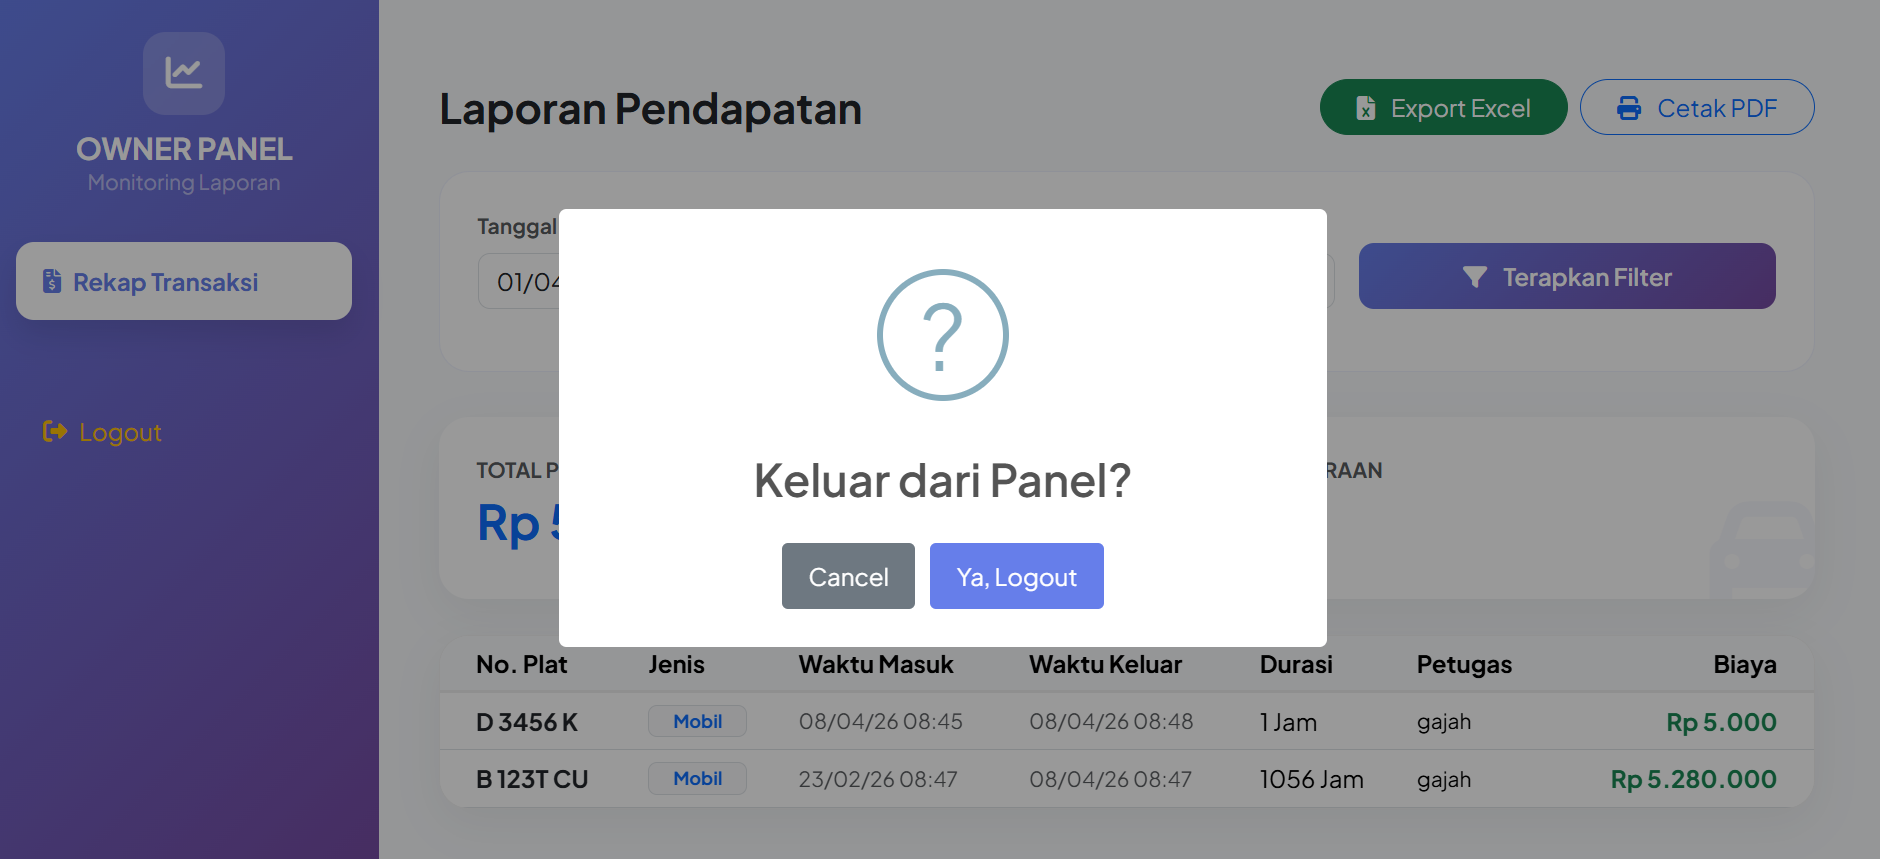 OWNER PANEL
Monitoring Laporan
Rekap Transaksi
Logout
Laporan Pendapatan
Export Excel
Cetak PDF
Tanggal
01/04
Terapkan Filter
TOTAL P
RAAN
Rp 5
?
Keluar dari Panel?
Cancel
Ya, Logout
No. Plat Jenis Waktu Masuk Waktu Keluar Durasi Petugas Biaya
D 3456 K Mobil 08/04/26 08:45 08/04/26 08:48 1 Jam gajah Rp 5.000
B 123T CU Mobil 23/02/26 08:47 08/04/26 08:47 1056 Jam gajah Rp 5.280.000